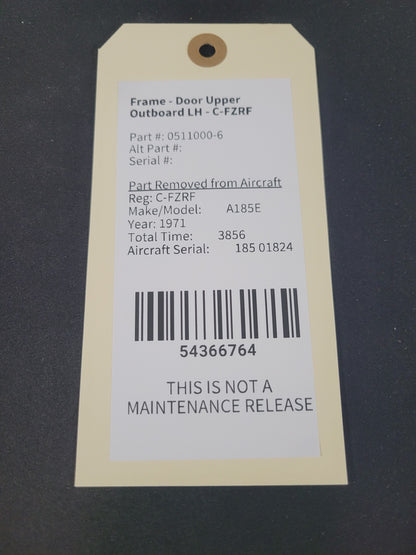 Frame - Door Upper
Outboard LH - C-FZRF
Part #: 0511000-6
Alt Part #:
Serial #:
Part Removed from Aircraft
Reg: C-FZRF
Make/Model: A185E
Year: 1971
Total Time: 3856
Aircraft Serial: 185 01824
54366764
THIS IS NOT A
MAINTENANCE RELEASE